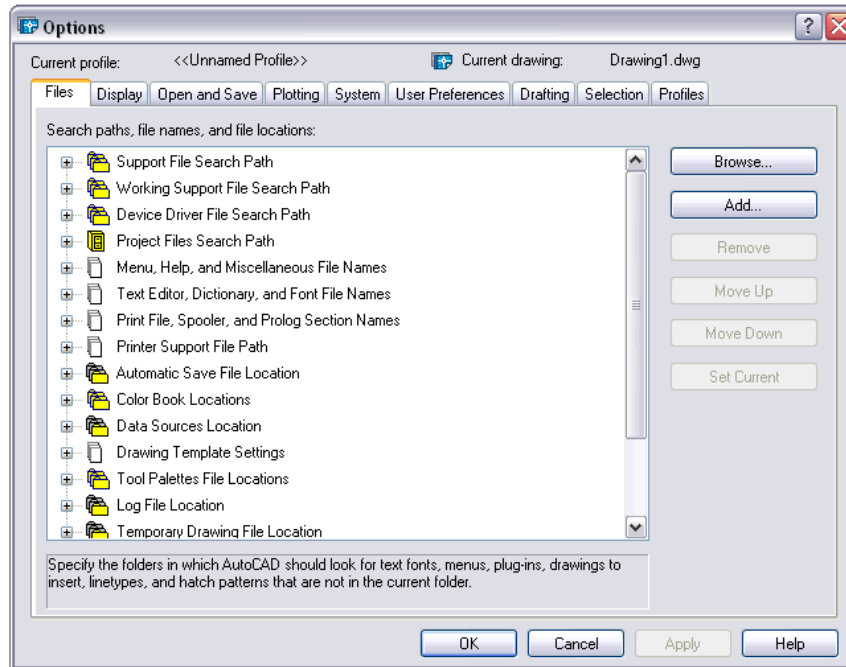 Options
Current profile: <<Unnamed Profile>> Current drawing: Drawing1.dwg
Files Display Open and Save Plotting System User Preferences Drafting Selection Profiles
Search paths, file names, and file locations:
Support File Search Path
Working Support File Search Path
Device Driver File Search Path
Project Files Search Path
Menu, Help, and Miscellaneous File Names
Text Editor, Dictionary, and Font File Names
Print File, Spooler, and Prolog Section Names
Printer Support File Path
Automatic Save File Location
Color Book Locations
Data Sources Location
Drawing Template Settings
Tool Palettes File Locations
Log File Location
Temporary Drawing File Location
Browse...
Add...
Remove
Move Up
Move Down
Set Current
Specify the folders in which AutoCAD should look for text fonts, menus, plug-ins, drawings to
insert, linetypes, and hatch patterns that are not in the current folder.
OK Cancel Apply Help